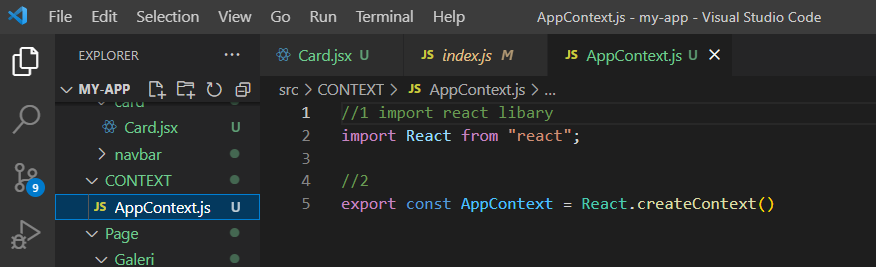 File Edit Selection View Go Run Terminal Help AppContext.js - my-app - Visual Studio Code
EXPLORER ...
Card.jsx U
index.js M
AppContext.js U
MY-APP
src > CONTEXT > JS AppContext.js > ...
card
Card.jsx U
navbar
CONTEXT
JS AppContext.js U
Page
Galeri
9
1 //1 import react libary
2 import React from "react";
3
4 //2
5 export const AppContext = React.createContext()